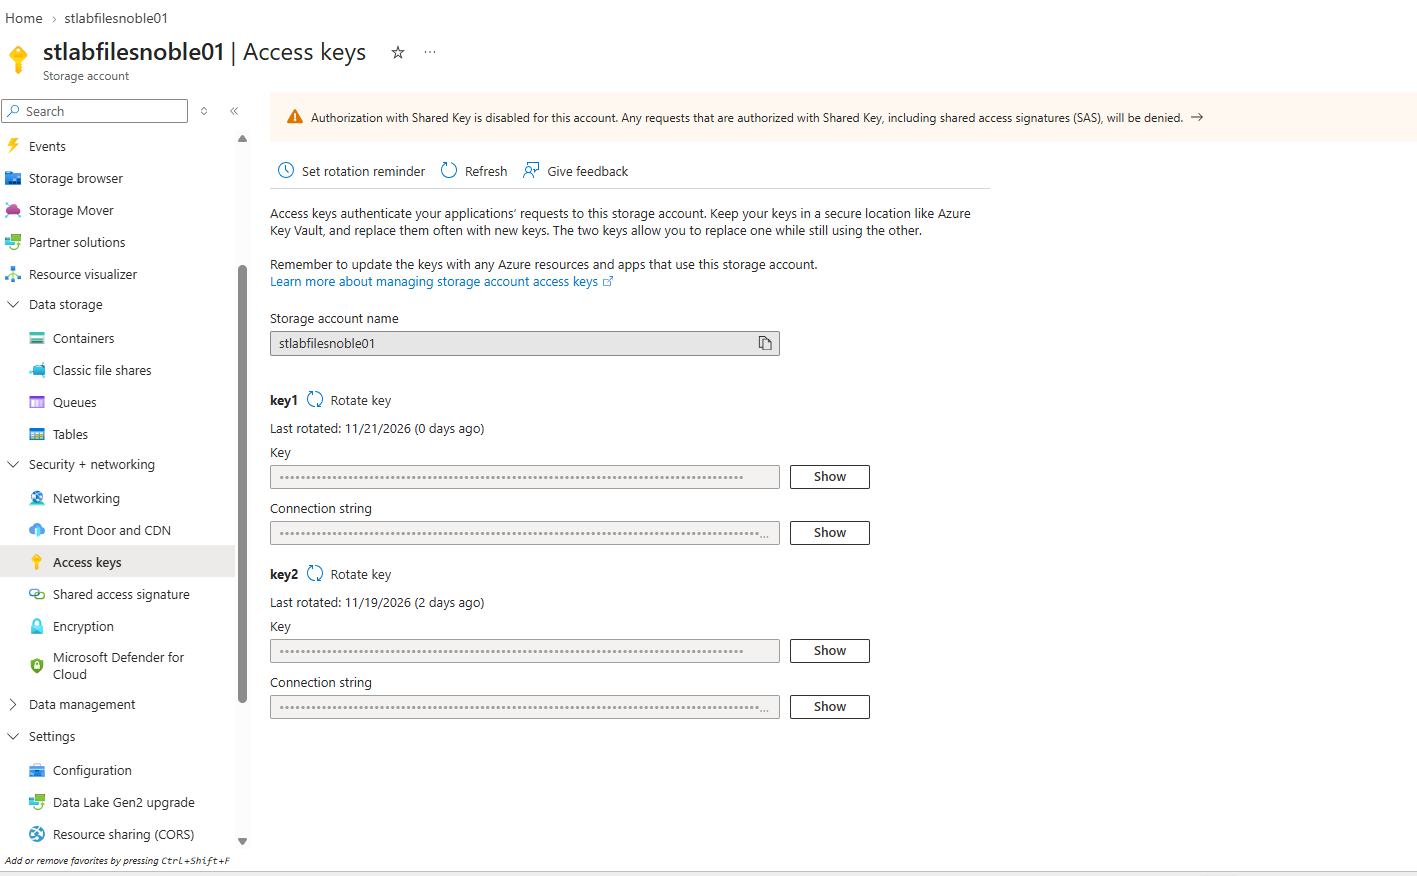 Home › stlabfilesnoble01
stlabfilesnoble01 | Access keys
Storage account
Search
Events
Storage browser
Storage Mover
Partner solutions
Resource visualizer
Data storage
Containers
Classic file shares
Queues
Tables
Security + networking
Networking
Front Door and CDN
Access keys
Shared access signature
Encryption
Microsoft Defender for
Cloud
Data management
Settings
Configuration
Data Lake Gen2 upgrade
Resource sharing (CORS)
Add or remove favorites by pressing Ctrl+Shift+F
Authorization with Shared Key is disabled for this account. Any requests that are authorized with Shared Key, including shared access signatures (SAS), will be denied.
Set rotation reminder Refresh Give feedback
Access keys authenticate your applications’ requests to this storage account. Keep your keys in a secure location like Azure
Key Vault, and replace them often with new keys. The two keys allow you to replace one while still using the other.
Remember to update the keys with any Azure resources and apps that use this storage account.
Learn more about managing storage account access keys
Storage account name
stlabfilesnoble01
key1 Rotate key
Last rotated: 11/21/2026 (0 days ago)
Key
Show
Connection string
Show
key2 Rotate key
Last rotated: 11/19/2026 (2 days ago)
Key
Show
Connection string
Show